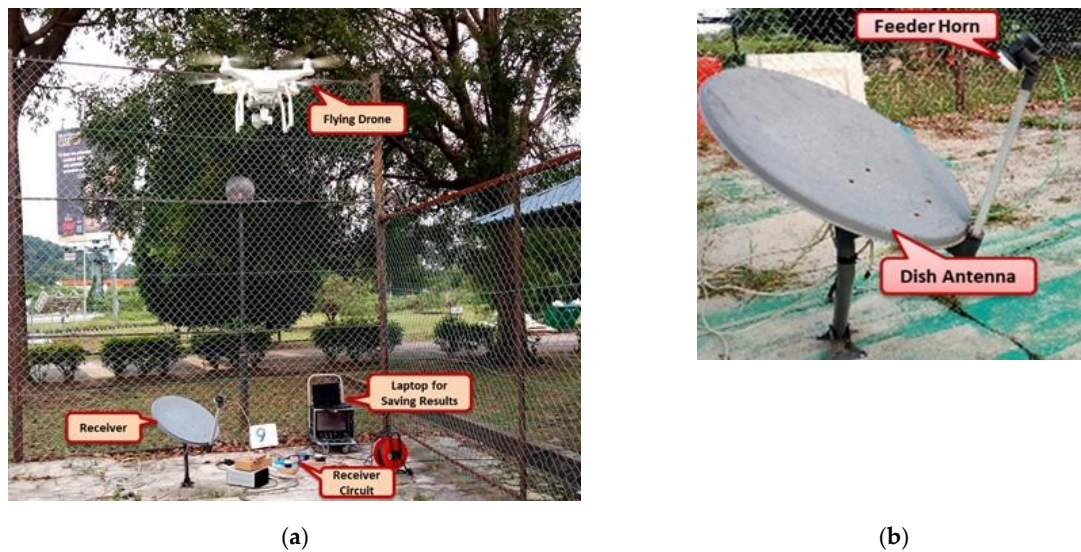 Flying Drone
Laptop for
Saving Results
Receiver
9
Receiver
Circuit
(a)
Feeder Horn
Dish Antenna
(b)